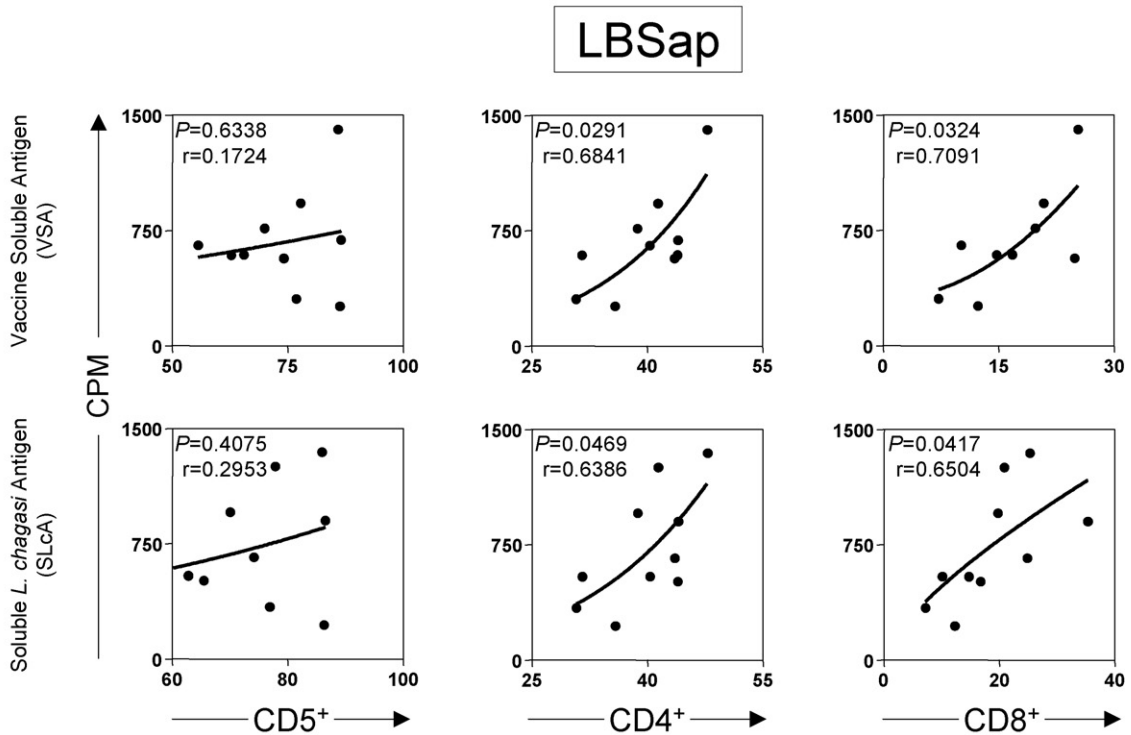 LBSap
Vaccine Soluble Antigen
(VSA)
CPM
1500
750
0
P=0.6338
r=0.1724
50 75 100
1500
750
0
P=0.0291
r=0.6841
25 40 55
1500
750
0
P=0.0324
r=0.7091
0 15 30
Soluble L. chagasi Antigen
(SLcA)
1500
750
0
P=0.4075
r=0.2953
60 80 100
CD5⁺
1500
750
0
P=0.0469
r=0.6386
25 40 55
CD4⁺
1500
750
0
P=0.0417
r=0.6504
0 20 40
CD8⁺